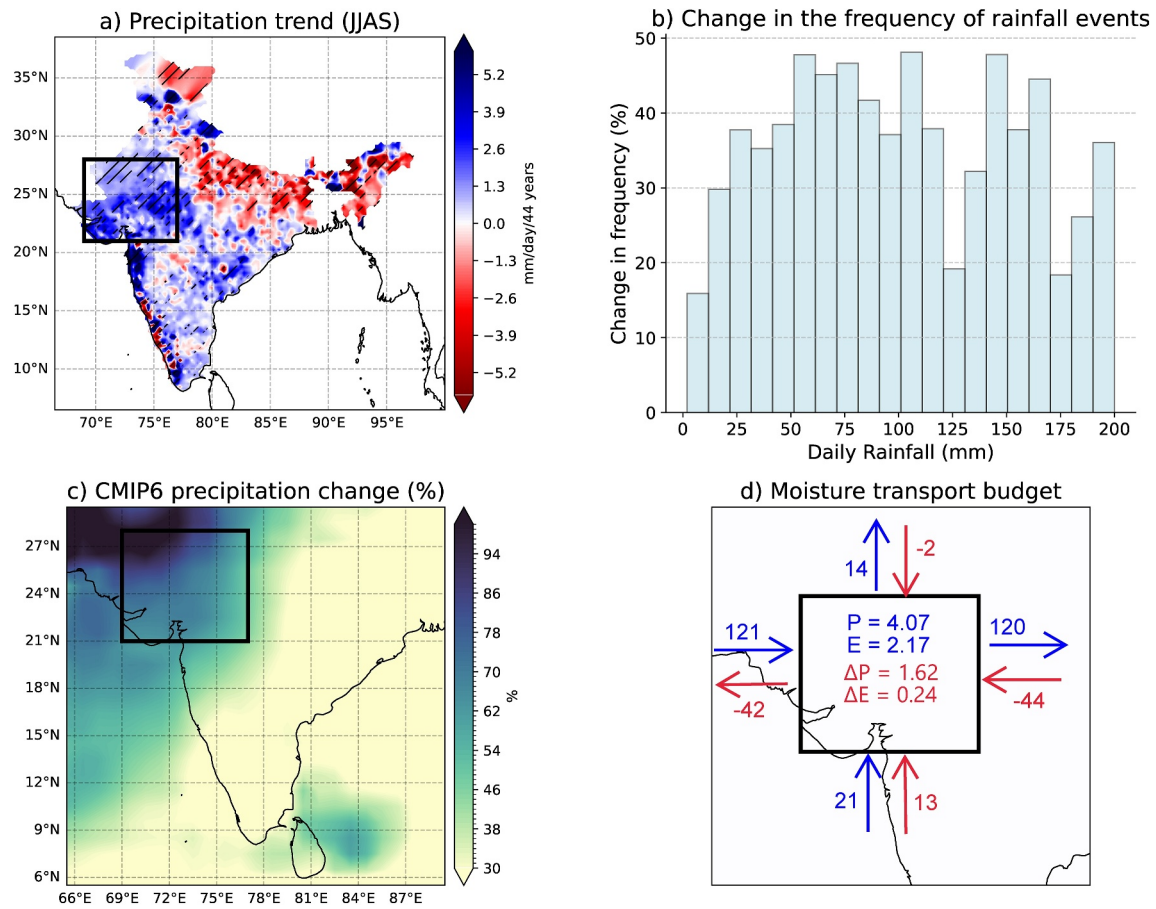 a) Precipitation trend (JJAS)
35°N
30°N
25°N
20°N
15°N
10°N
70°E 75°E 80°E 85°E 90°E 95°E
5.2
3.9
2.6
1.3
0.0
−1.3
−2.6
−3.9
−5.2
mm/day/44 years
b) Change in the frequency of rainfall events
50
40
30
20
10
0
Change in frequency (%)
0 25 50 75 100 125 150 175 200
Daily Rainfall (mm)
c) CMIP6 precipitation change (%)
27°N
24°N
21°N
18°N
15°N
12°N
9°N
6°N
66°E 69°E 72°E 75°E 78°E 81°E 84°E 87°E
94
86
78
70
62
54
46
38
30
%
d) Moisture transport budget
14
-2
121
-42
P = 4.07
E = 2.17
ΔP = 1.62
ΔE = 0.24
120
-44
21
13